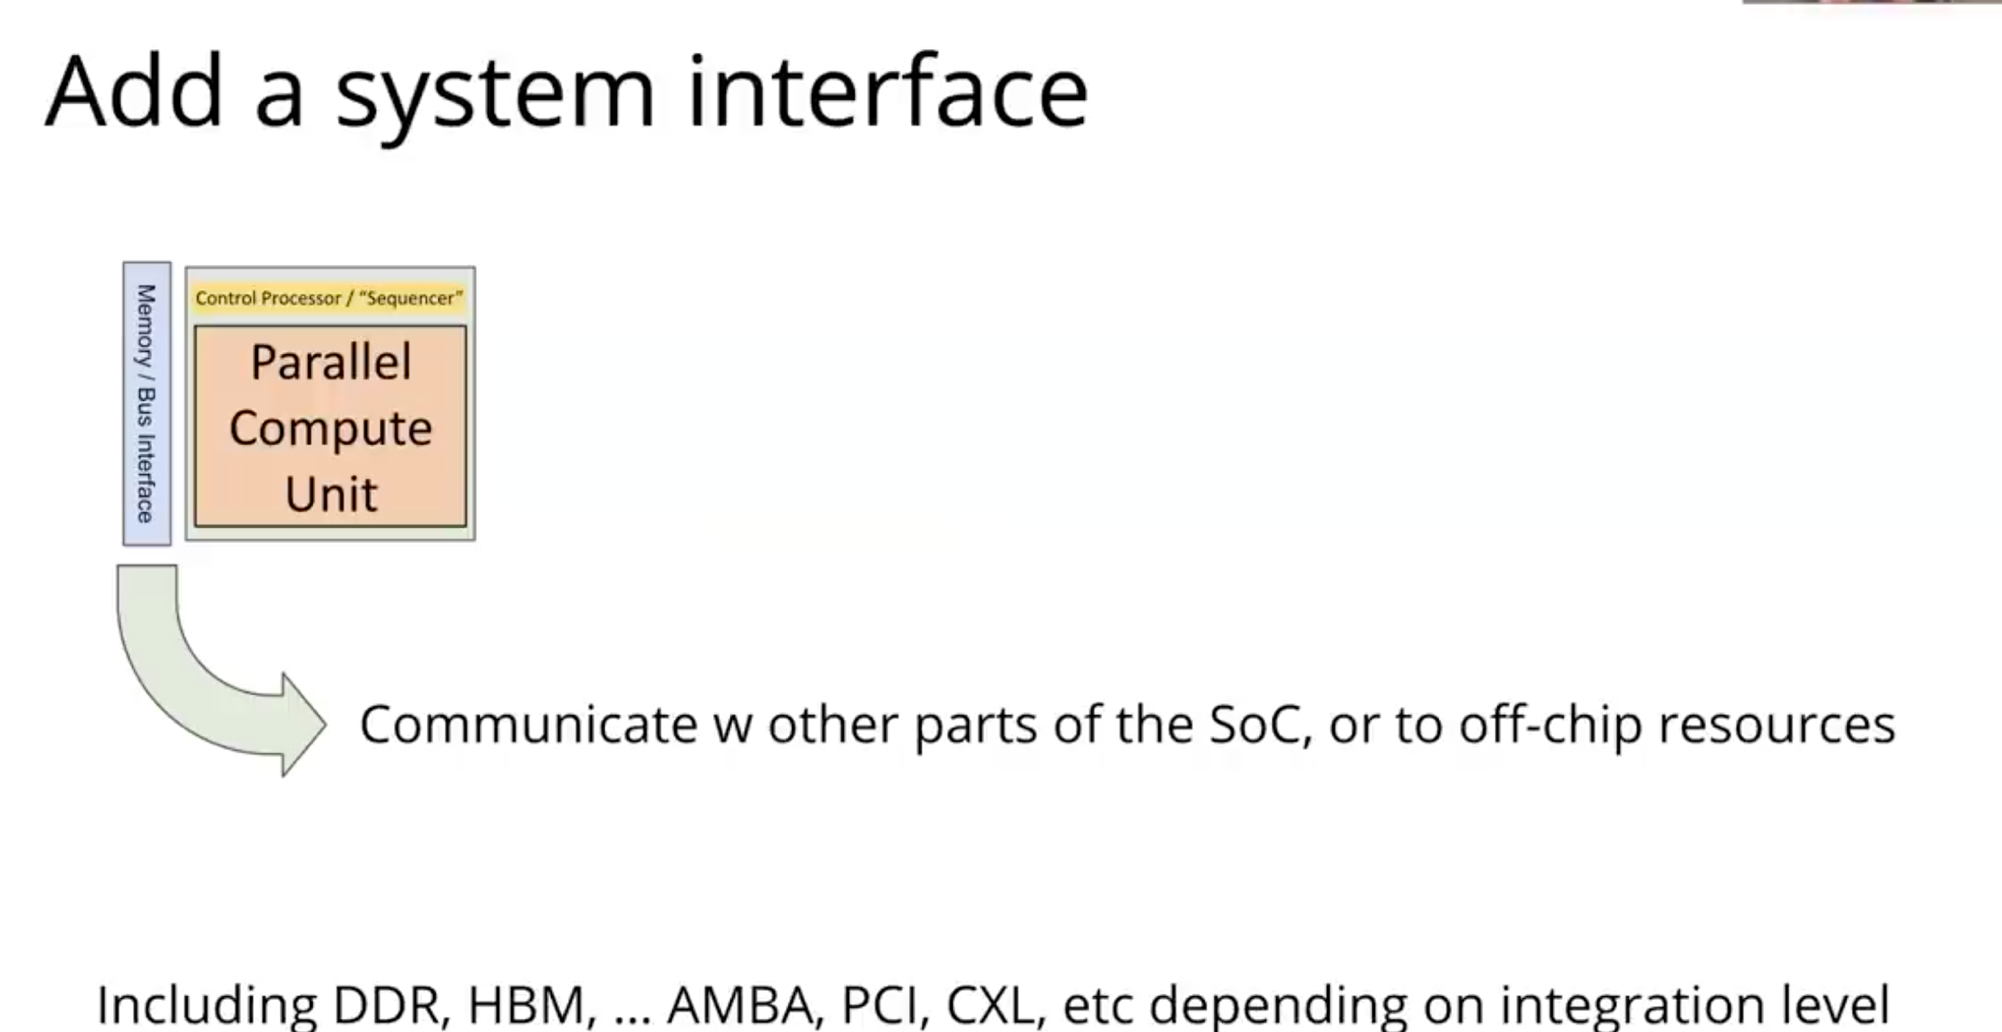 Add a system interface
Memory / Bus Interface
Control Processor / “Sequencer”
Parallel
Compute
Unit
Communicate w other parts of the SoC, or to off-chip resources
Including DDR, HBM, ... AMBA, PCI, CXL, etc depending on integration level